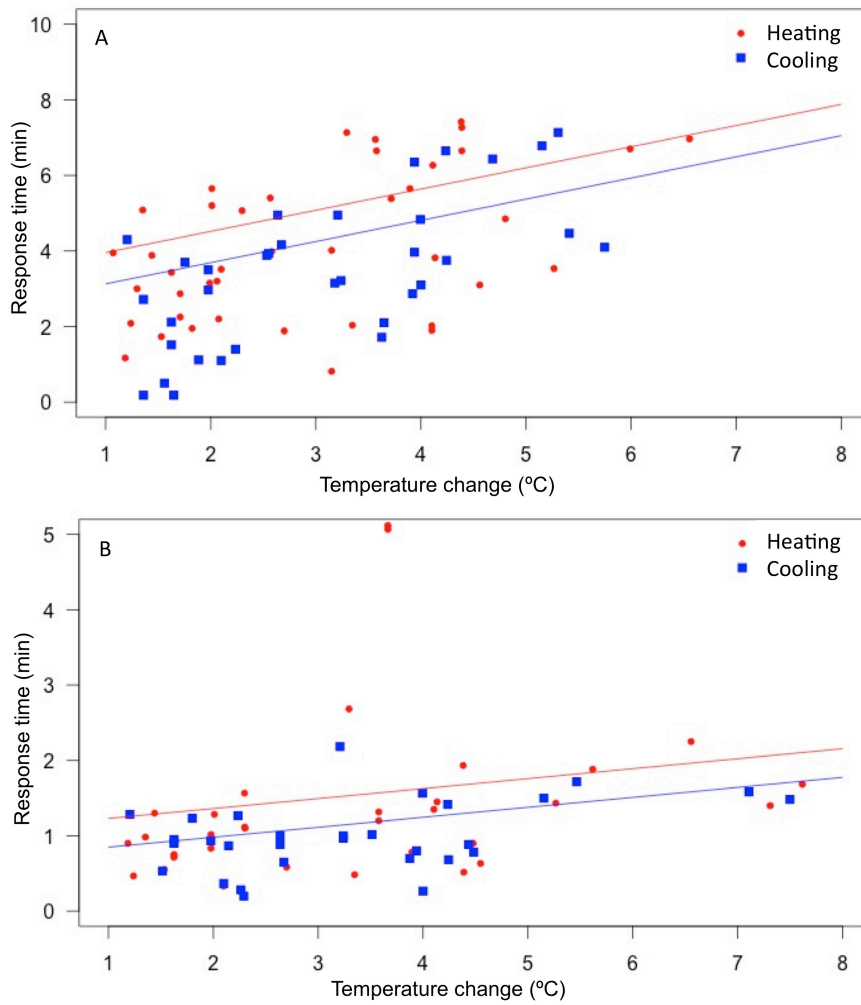 A
Heating
Cooling
10
8
6
4
2
0
Response time (min)
1 2 3 4 5 6 7 8
Temperature change (ºC)
B
Heating
Cooling
5
4
3
2
1
0
Response time (min)
1 2 3 4 5 6 7 8
Temperature change (ºC)